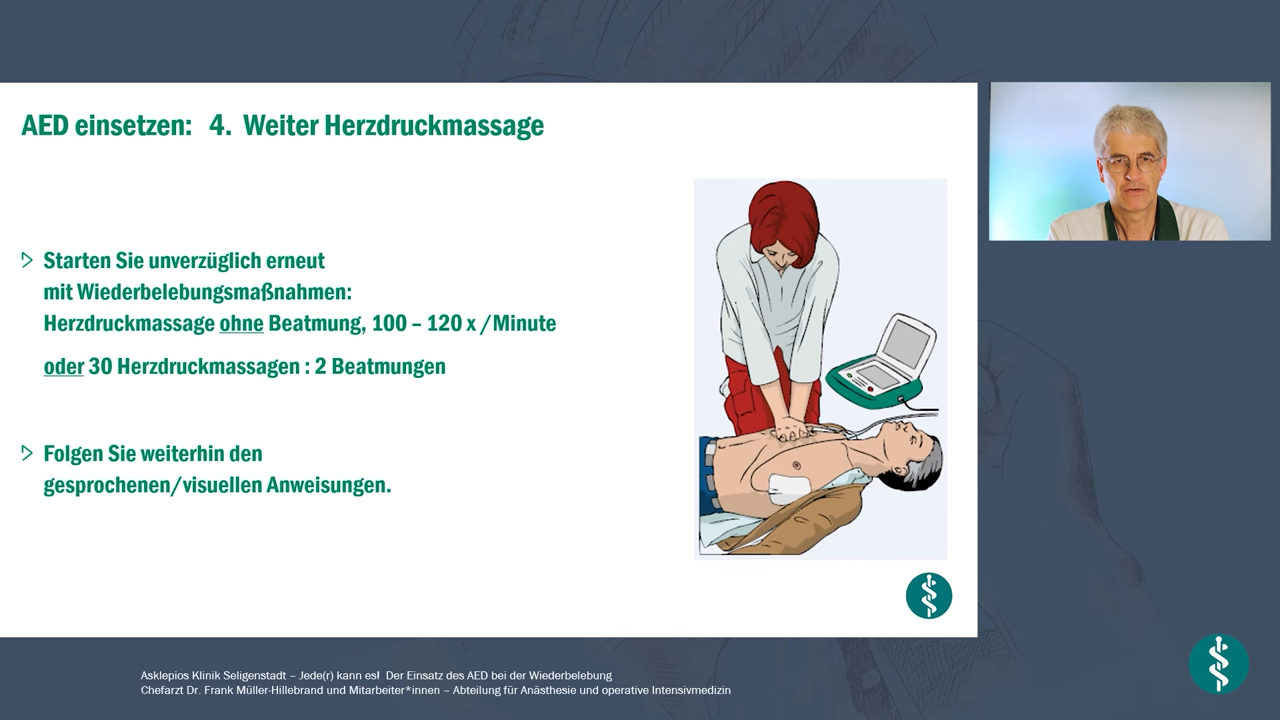 AED einsetzen: 4. Weiter Herzdruckmassage
Starten Sie unverzüglich erneut
mit Wiederbelebungsmaßnahmen:
Herzdruckmassage ohne Beatmung, 100 – 120 x /Minute
oder 30 Herzdruckmassagen : 2 Beatmungen
Folgen Sie weiterhin den
gesprochenen/visuellen Anweisungen.
Asklepios Klinik Seligenstadt – Jede(r) kann es! Der Einsatz des AED bei der Wiederbelebung
Chefarzt Dr. Frank Müller-Hillebrand und Mitarbeiter*innen – Abteilung für Anästhesie und operative Intensivmedizin